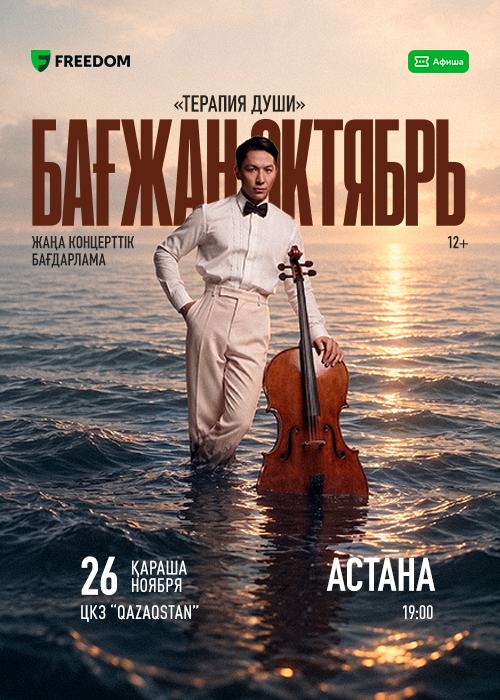 FREEDOM
Афиша
«ТЕРАПИЯ ДУШИ»
БАҒЖАН ОКТЯБРЬ
ЖАҢА КОНЦЕРТТІК
БАҒДАРЛАМА
12+
26 ҚАРАША
НОЯБРЯ
АСТАНА
ЦКЗ "QAZAQSTAN"
19:00